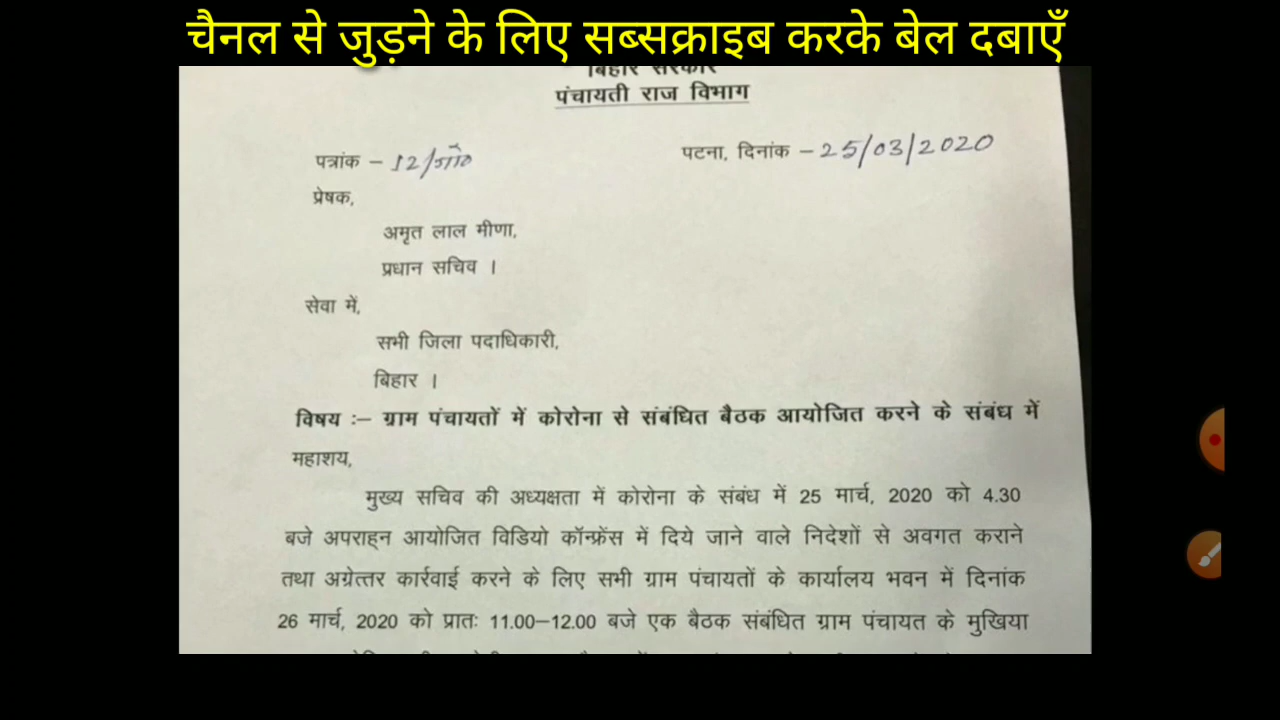 चैनल से जुड़ने के लिए सब्सक्राइब करके बेल दबाएँ
बिहार सरकार
पंचायती राज विभाग
पत्रांक – 12/गो०
पटना, दिनांक – 25/03/2020
प्रेषक,
अमृत लाल मीणा,
प्रधान सचिव ।
सेवा में,
सभी जिला पदाधिकारी,
बिहार ।
विषय :– ग्राम पंचायतों में कोरोना से संबंधित बैठक आयोजित करने के संबंध में
महाशय,
मुख्य सचिव की अध्यक्षता में कोरोना के संबंध में 25 मार्च, 2020 को 4.30
बजे अपराह्न आयोजित विडियो कॉन्फ्रेंस में दिये जाने वाले निदेशों से अवगत कराने
तथा अग्रेत्तर कार्रवाई करने के लिए सभी ग्राम पंचायतों के कार्यालय भवन में दिनांक
26 मार्च, 2020 को प्रातः 11.00–12.00 बजे एक बैठक संबंधित ग्राम पंचायत के मुखिया